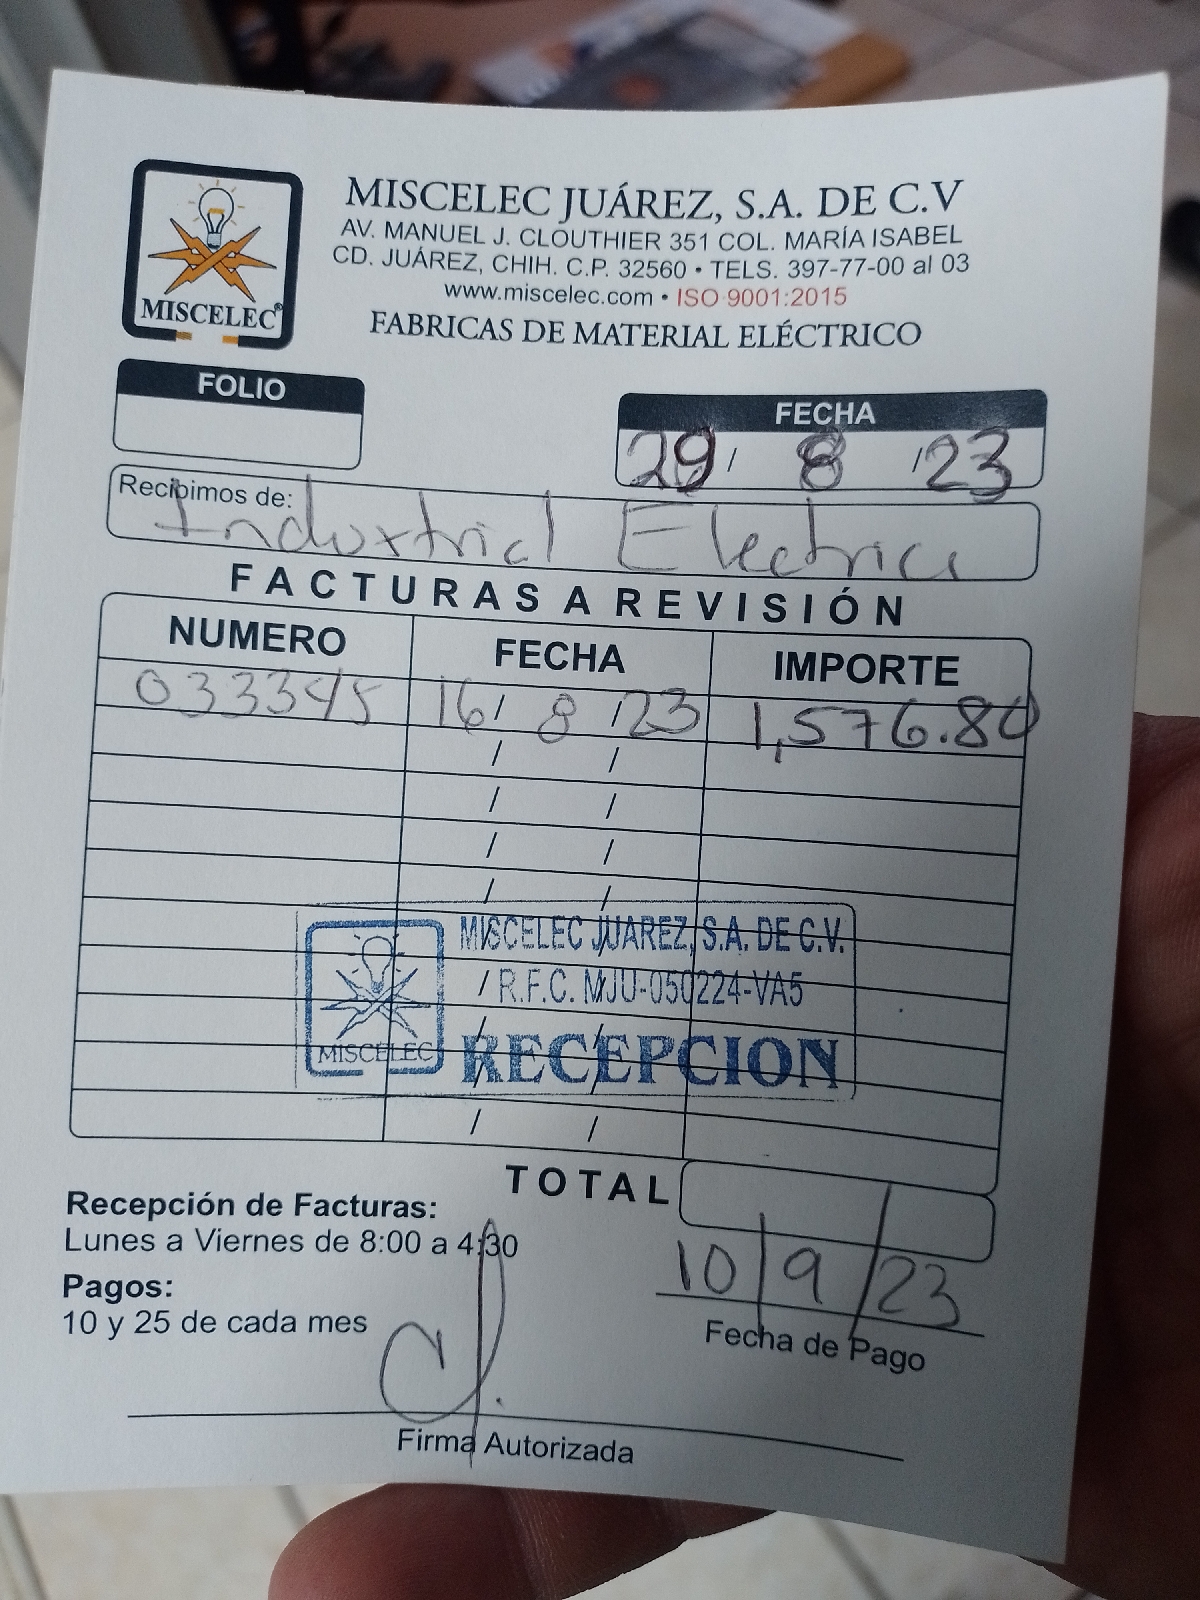 MISCELEC®
MISCELEC JUÁREZ, S.A. DE C.V
AV. MANUEL J. CLOUTHIER 351 COL. MARÍA ISABEL
CD. JUÁREZ, CHIH. C.P. 32560 • TELS. 397-77-00 al 03
www.miscelec.com • ISO 9001:2015
FABRICAS DE MATERIAL ELÉCTRICO
FOLIO
FECHA
29/ 8 /23
Recibimos de:
Industrial Electrica
FACTURAS A REVISIÓN
NUMERO FECHA IMPORTE
033345 16/ 8 /23 1,576.80
/ /
/ /
/ /
/ /
MISCELEC JUAREZ, S.A. DE C.V.
R.F.C. MJU-050224-VA5
MISCELEC
RECEPCION
/ /
TOTAL
Recepción de Facturas:
Lunes a Viernes de 8:00 a 4:30
Pagos:
10 y 25 de cada mes
10/9/23
Fecha de Pago
Firma Autorizada